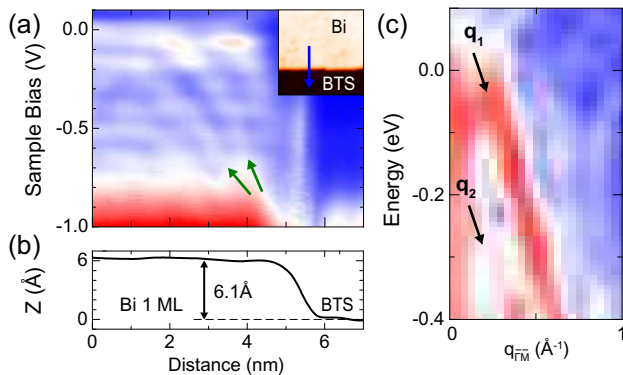 (a)
Sample Bias (V)
0.0
-0.5
-1.0
Bi
BTS
(b)
Z (Å)
6
0
Bi 1 ML
6.1Å
BTS
0 2 4 6
Distance (nm)
(c)
Energy (eV)
0.0
-0.2
-0.4
q1
q2
0 1
qΓ̄M̄ (Å-1)